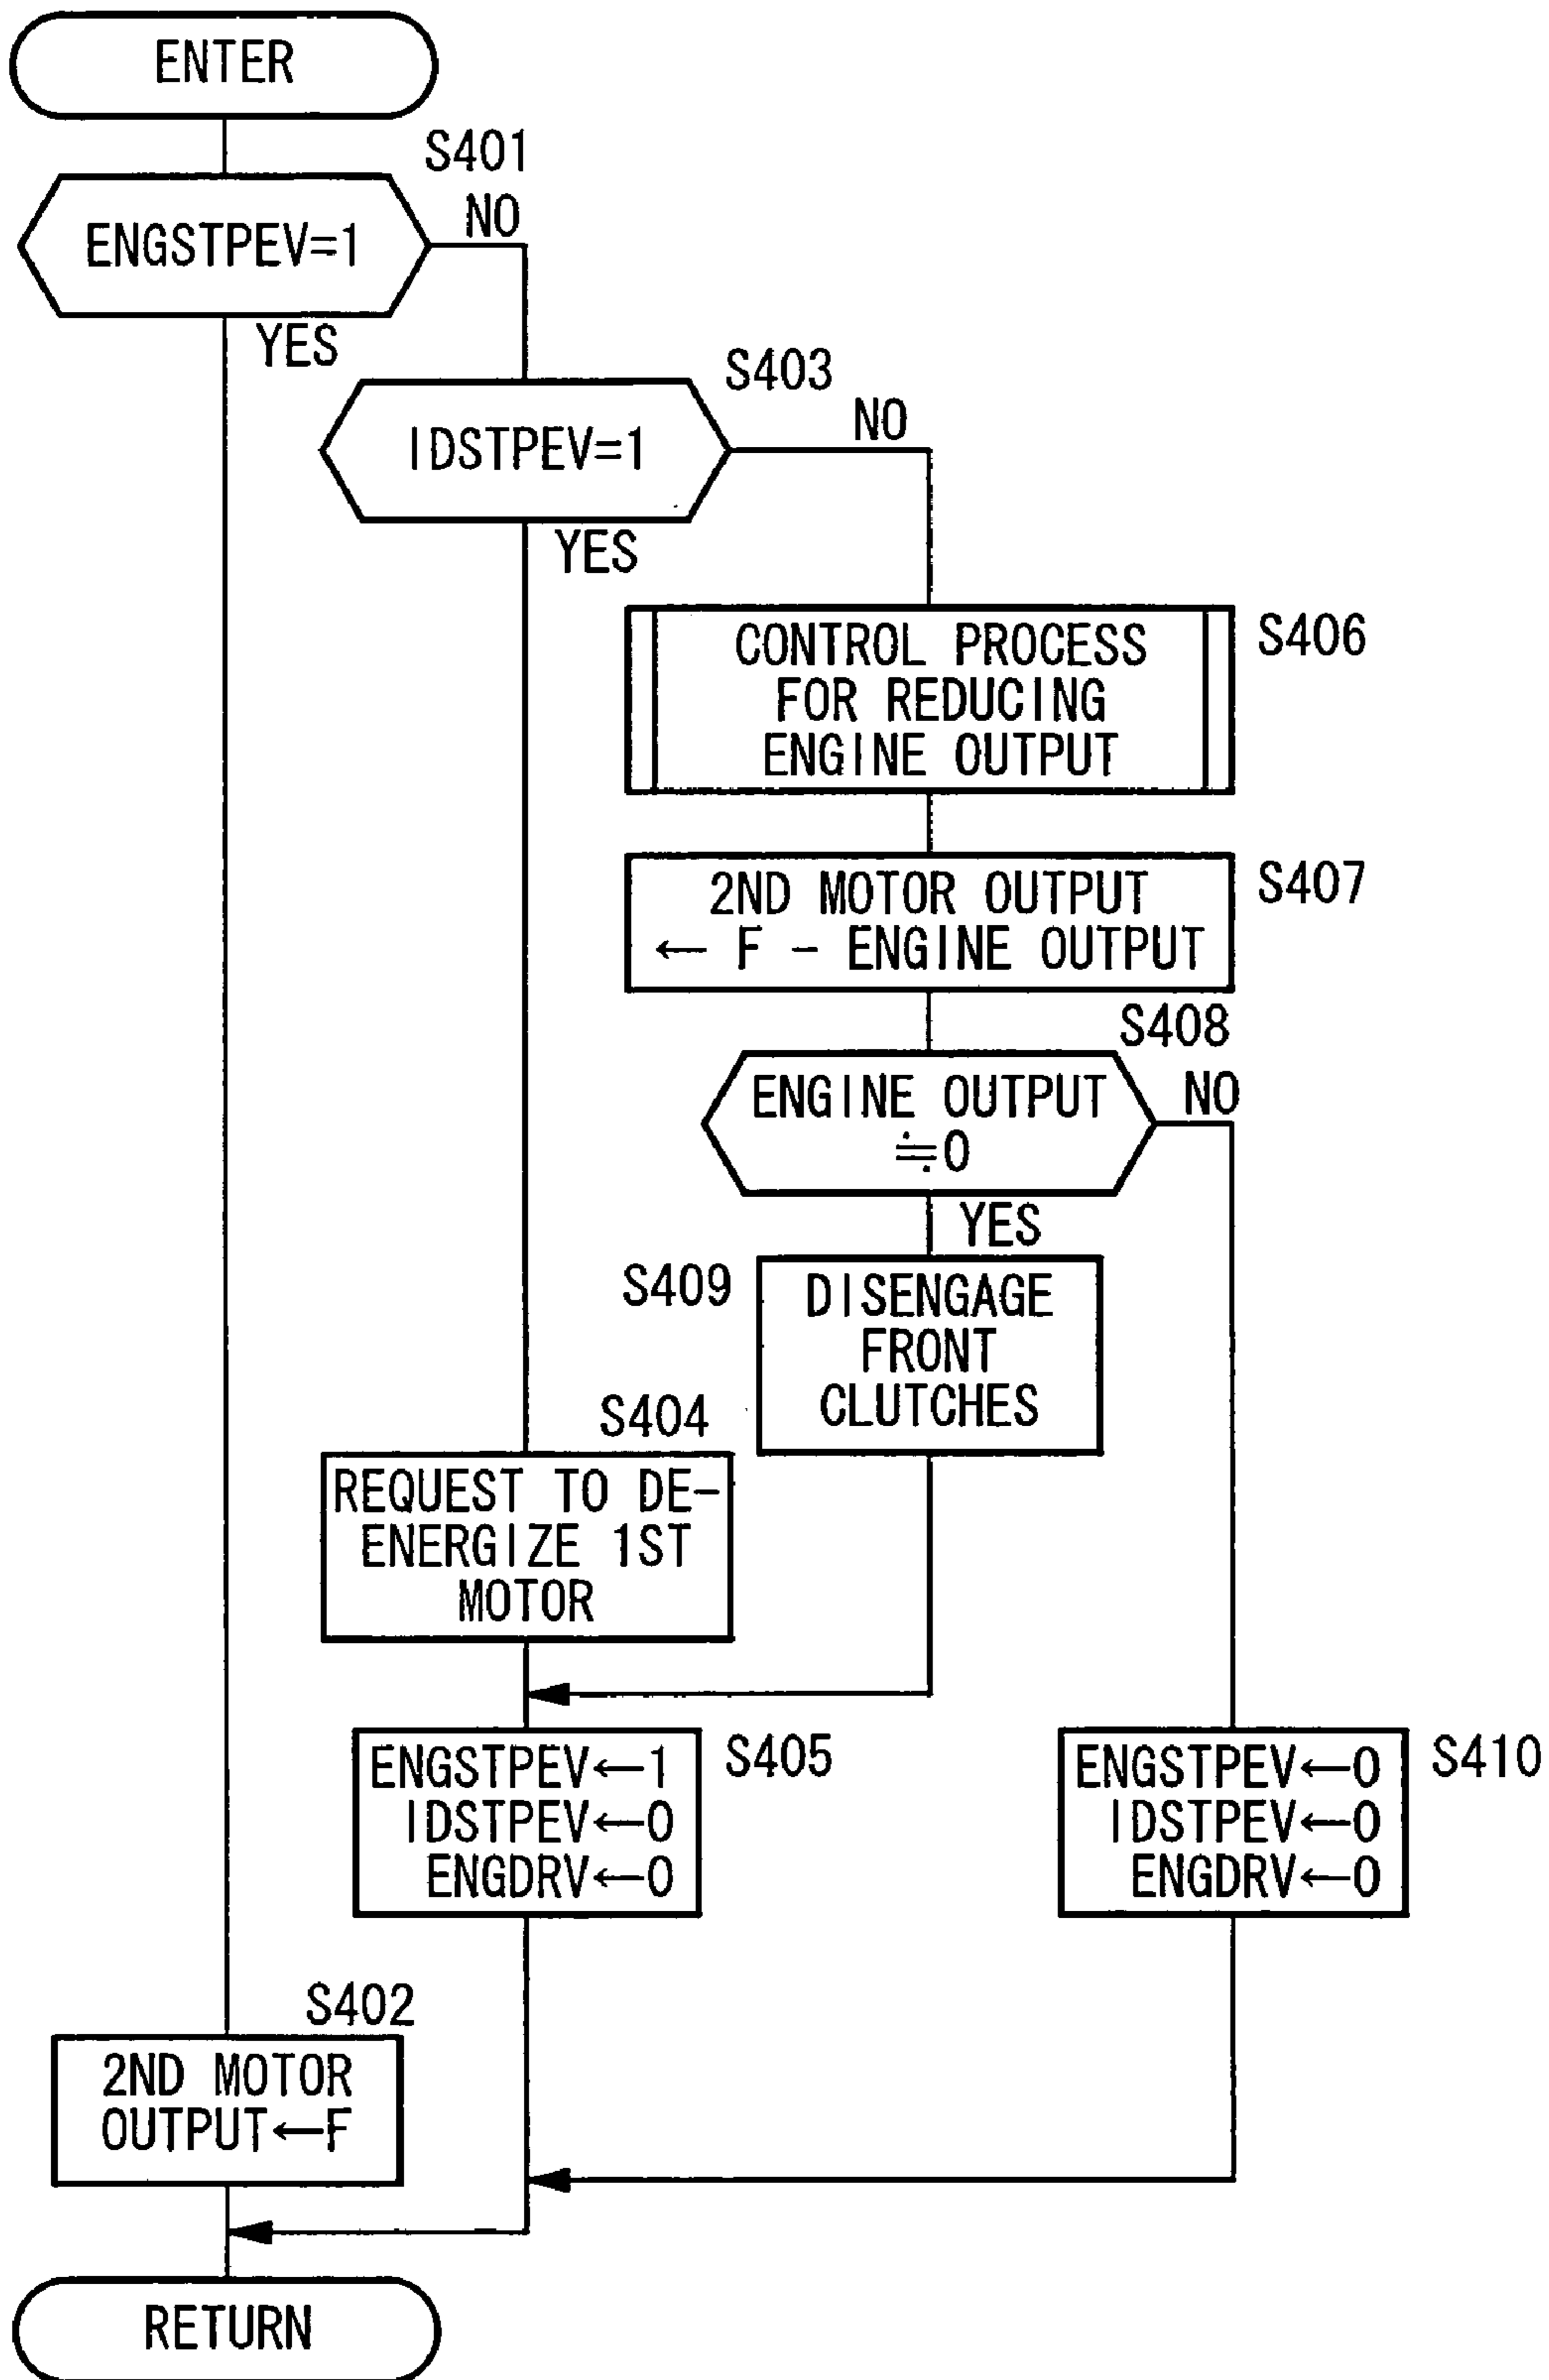 ENTER
S401
ENGSTPEV=1
NO
YES
S403
IDSTPEV=1
NO
YES
CONTROL PROCESS
FOR REDUCING
ENGINE OUTPUT
S406
2ND MOTOR OUTPUT
← F - ENGINE OUTPUT
S407
S408
ENGINE OUTPUT
≒0
NO
YES
S409
DISENGAGE
FRONT
CLUTCHES
S404
REQUEST TO DE-
ENERGIZE 1ST
MOTOR
ENGSTPEV←1
IDSTPEV←0
ENGDRV←0
S405
ENGSTPEV←0
IDSTPEV←0
ENGDRV←0
S410
S402
2ND MOTOR
OUTPUT←F
RETURN